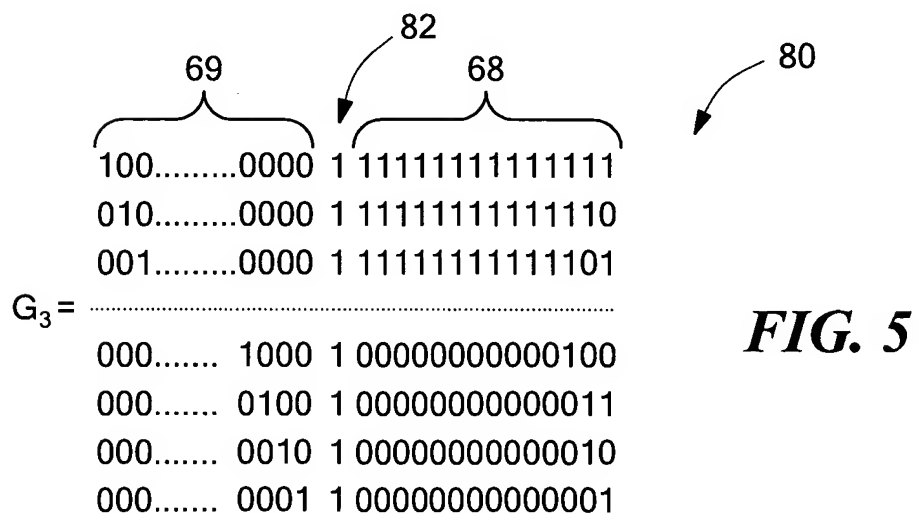 82
69
68
80
100.........0000 1 11111111111111
010.........0000 1 11111111111110
001.........0000 1 11111111111101
G3=
000....... 1000 1 00000000000100
000....... 0100 1 00000000000011
000....... 0010 1 00000000000010
000....... 0001 1 00000000000001
FIG. 5